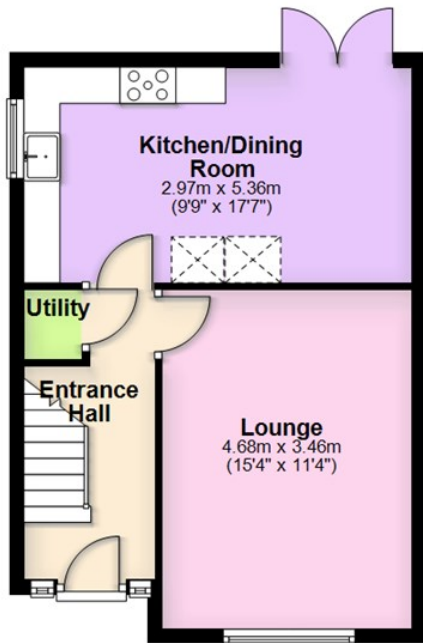 Kitchen/Dining
Room
2.97m x 5.36m
(9'9" x 17'7")
Utility
Entrance
Hall
Lounge
4.68m x 3.46m
(15'4" x 11'4")